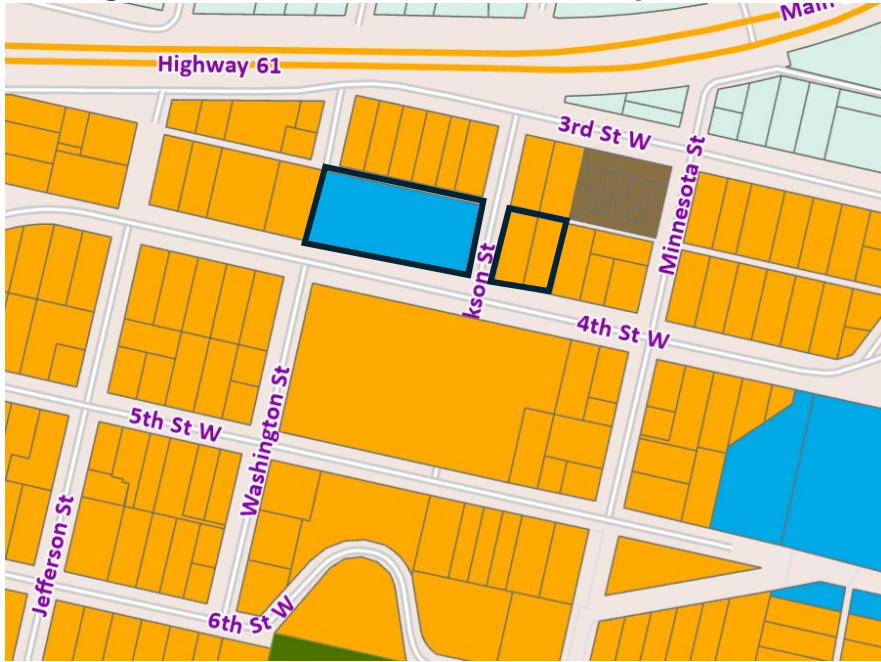 Main
Highway 61
3rd St W
Minnesota St
kson St
4th St W
Washington St
5th St W
Jefferson St
6th St W